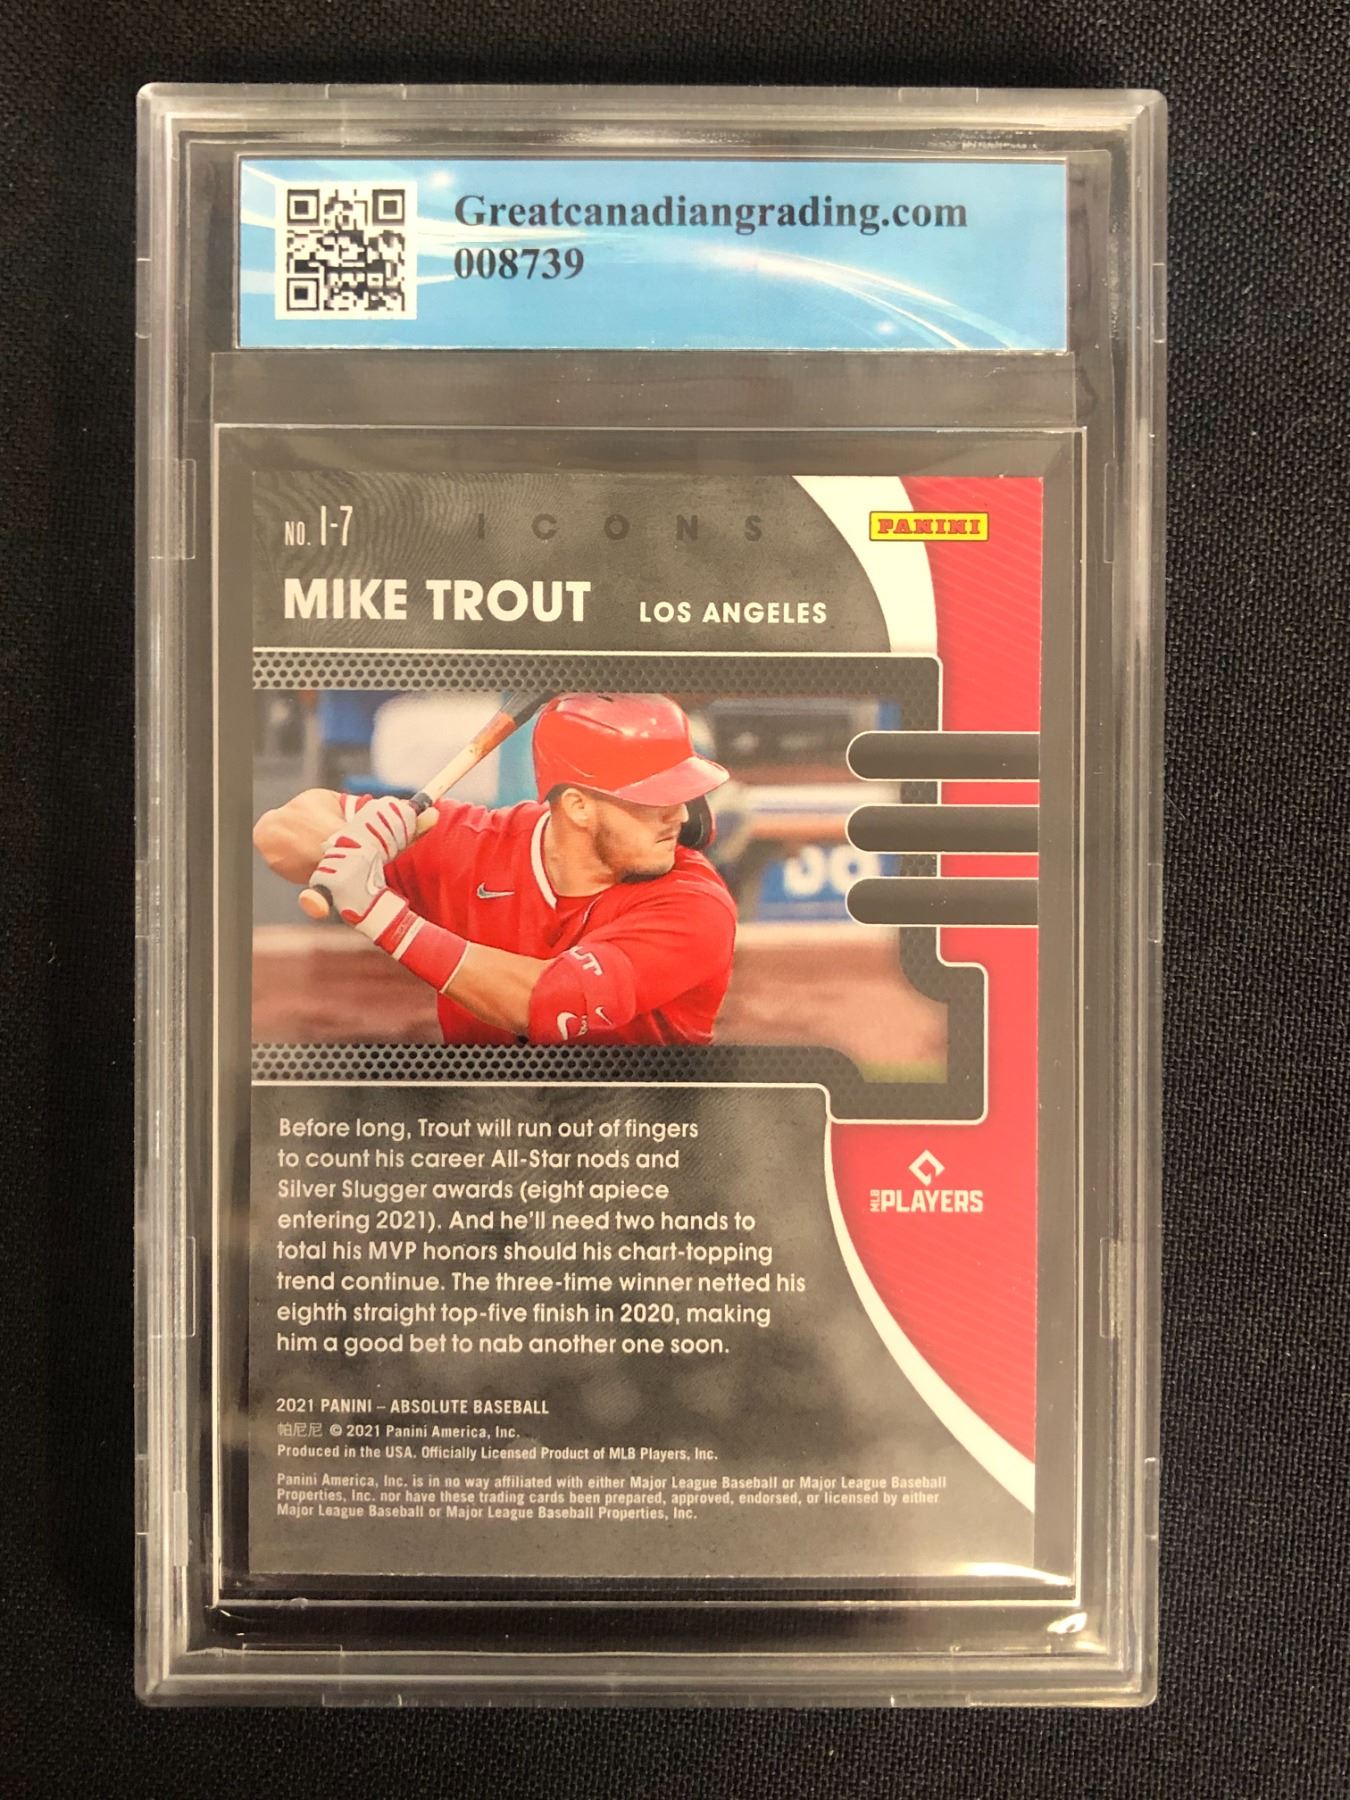 Greatcanadiangrading.com
008739
NO. I-7
ICONS
PANINI
MIKE TROUT LOS ANGELES
Before long, Trout will run out of fingers
to count his career All-Star nods and
Silver Slugger awards (eight apiece
entering 2021). And he'll need two hands to
total his MVP honors should his chart-topping
trend continue. The three-time winner netted his
eighth straight top-five finish in 2020, making
him a good bet to nab another one soon.
MLB PLAYERS
2021 PANINI – ABSOLUTE BASEBALL
帕尼尼 © 2021 Panini America, Inc.
Produced in the USA. Officially Licensed Product of MLB Players, Inc.
Panini America, Inc. is in no way affiliated with either Major League Baseball or Major League Baseball
Properties, Inc. nor have these trading cards been prepared, approved, endorsed, or licensed by either
Major League Baseball or Major League Baseball Properties, Inc.